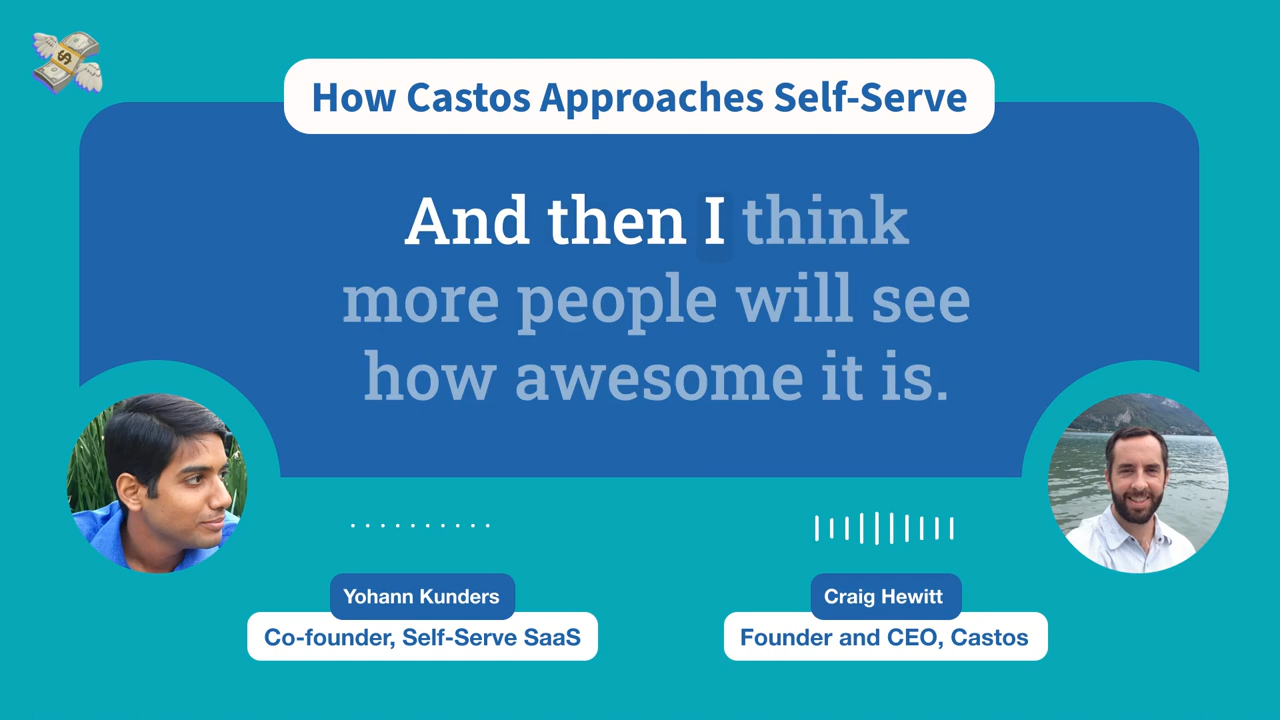 How Castos Approaches Self-Serve
And then I think
more people will see
how awesome it is.
Yohann Kunders
Co-founder, Self-Serve SaaS
Craig Hewitt
Founder and CEO, Castos